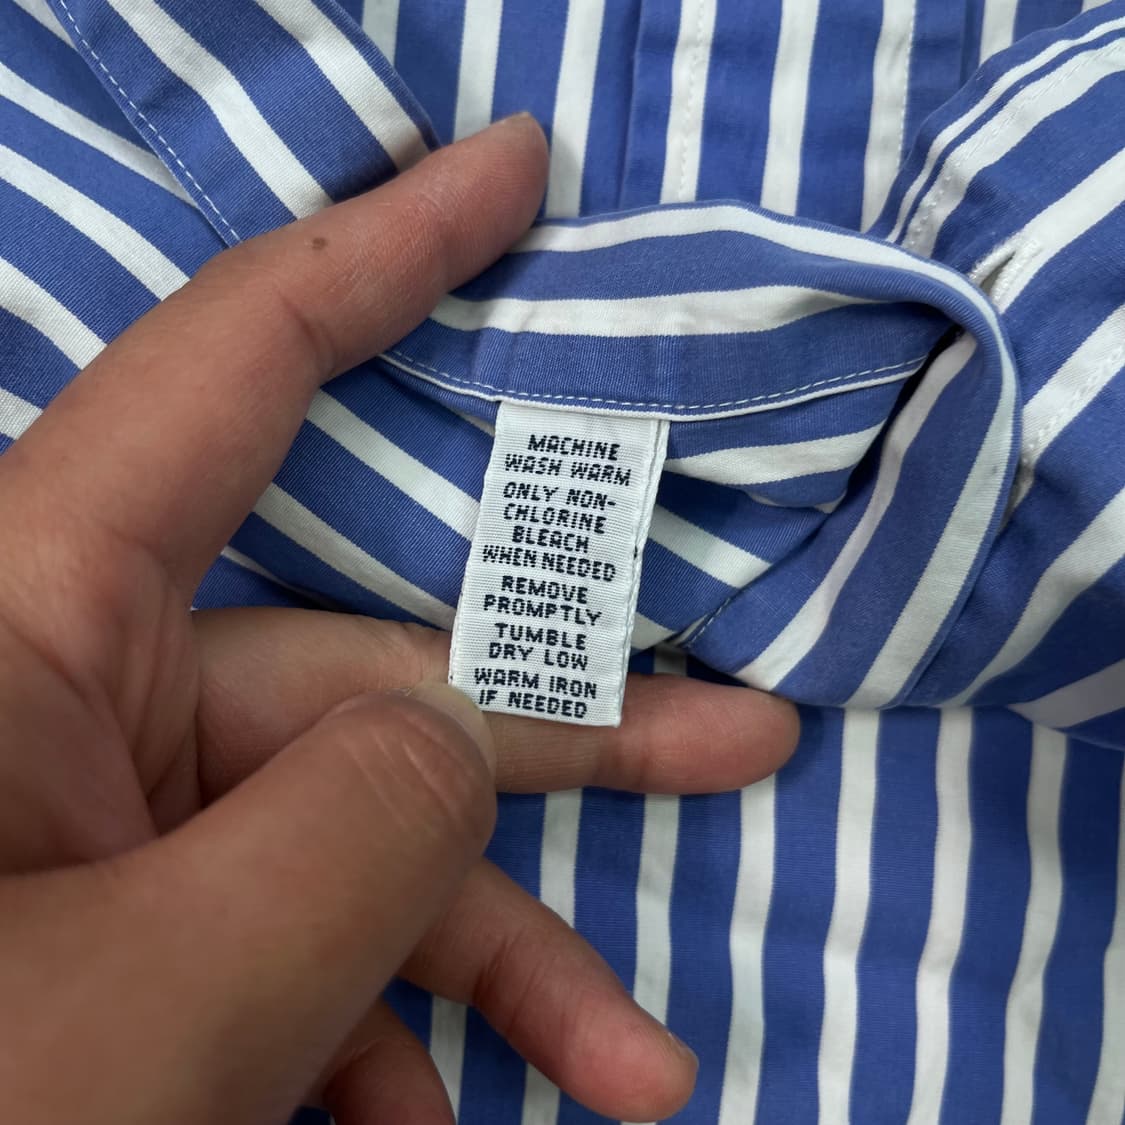 MACHINE
WASH WARM
ONLY NON-
CHLORINE
BLEACH
WHEN NEEDED
REMOVE
PROMPTLY
TUMBLE
DRY LOW
WARM IRON
IF NEEDED